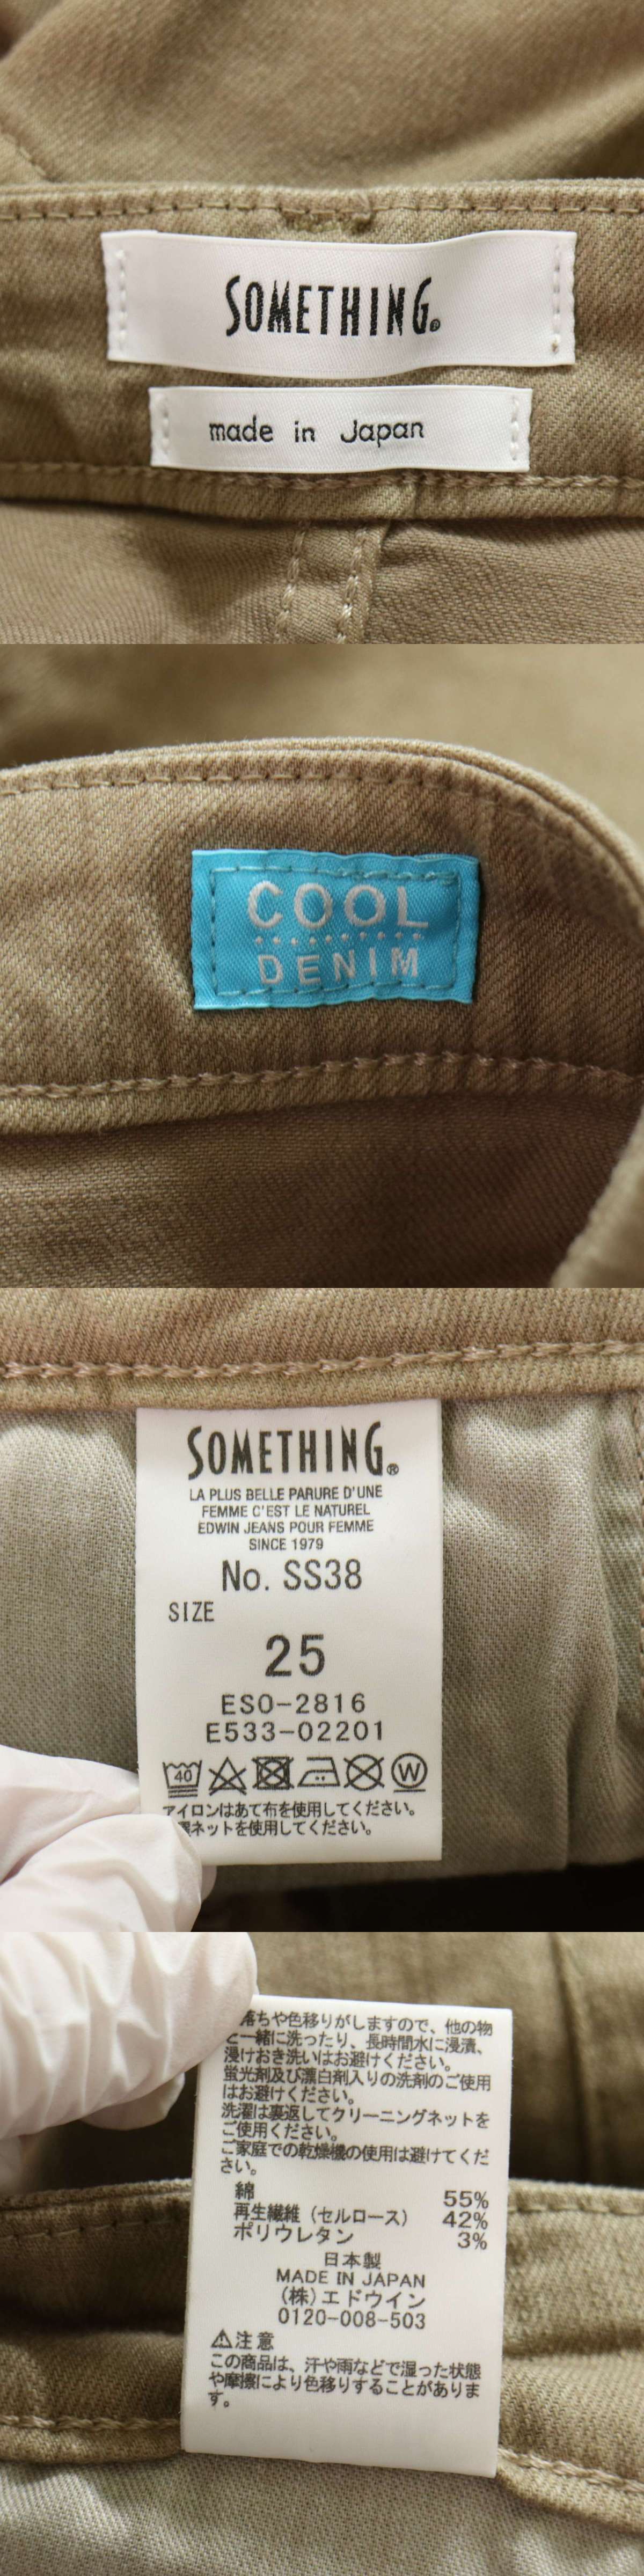 SOMETHING®
made in Japan
COOL
DENIM
SOMETHING®
LA PLUS BELLE PARURE D'UNE
FEMME C'EST LE NATUREL
EDWIN JEANS POUR FEMME
SINCE 1979
No. SS38
SIZE
25
ESO-2816
E533-02201
40 W
アイロンはあて布を使用してください。
ネットを使用してください。
落ちや色移りがしますので、他の物
と一緒に洗ったり、長時間水に浸漬、
浸けおき洗いはお避けください。
蛍光剤及び漂白剤入りの洗剤のご使用
はお避けください。
洗濯は裏返してクリーニングネットを
ご使用ください。
ご家庭での乾燥機の使用は避けてくだ
さい。
綿 55%
再生繊維（セルロース） 42%
ポリウレタン 3%
日本製
MADE IN JAPAN
(株)エドウイン
0120-008-503
⚠注意
この商品は、汗や雨などで湿った状態
や摩擦により色移りすることがありま
す。